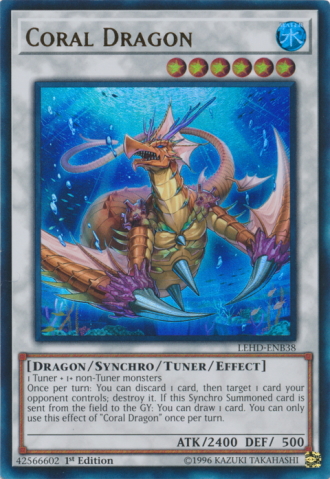 CORAL DRAGON
水
LEHD-ENB38
[DRAGON/SYNCHRO/TUNER/EFFECT]
1 Tuner + 1+ non-Tuner monsters
Once per turn: You can discard 1 card, then target 1 card your
opponent controls; destroy it. If this Synchro Summoned card is
sent from the field to the GY: You can draw 1 card. You can only
use this effect of "Coral Dragon" once per turn.
ATK/2400 DEF/ 500
42566602 1st Edition ©1996 KAZUKI TAKAHASHI